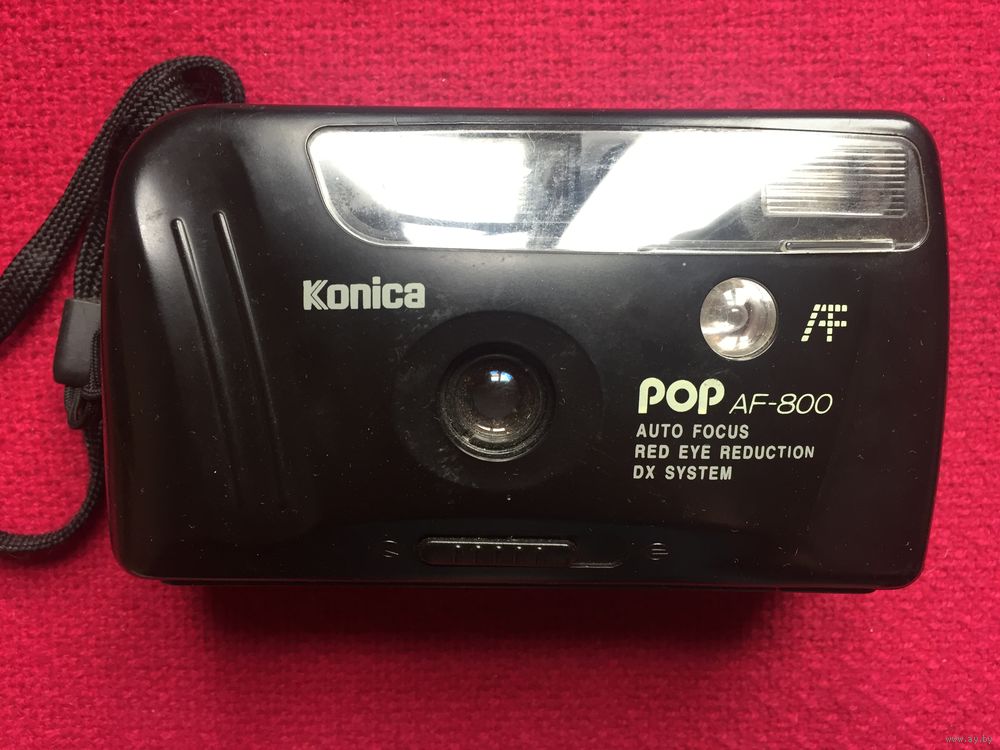 Konica
AF
POP AF-800
AUTO FOCUS
RED EYE REDUCTION
DX SYSTEM
www.ay.by